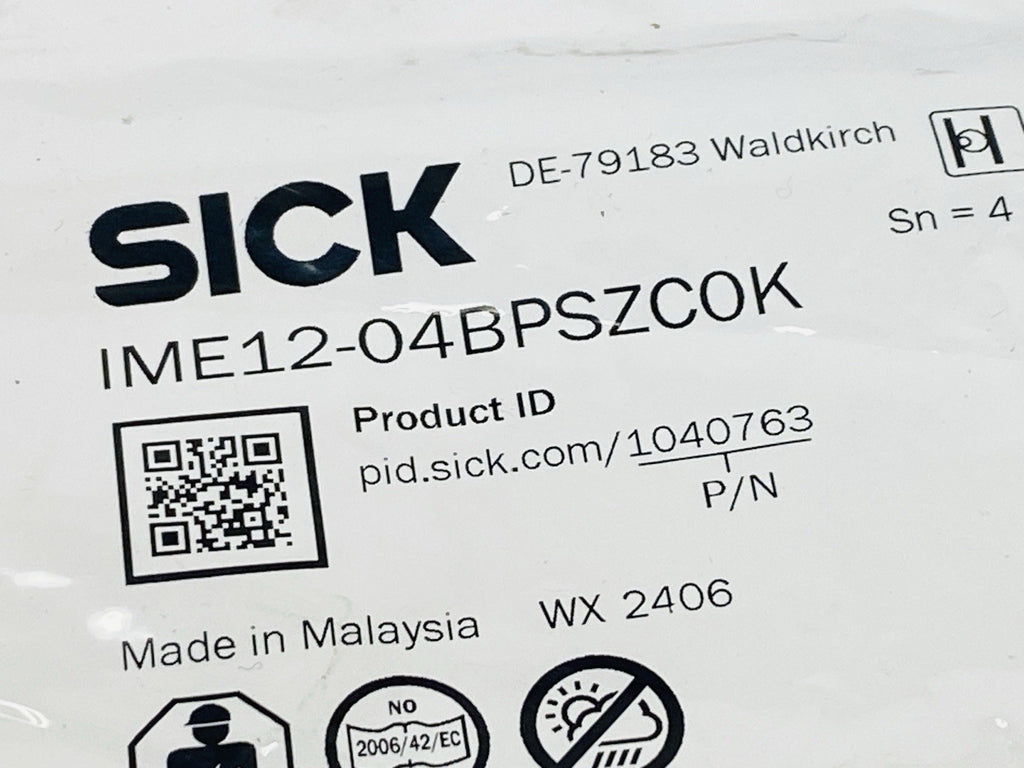 SICK
DE-79183 Waldkirch
Sn = 4
IME12-04BPSZC0K
Product ID
pid.sick.com/1040763
P/N
Made in Malaysia
WX 2406
NO
2006/42/EC